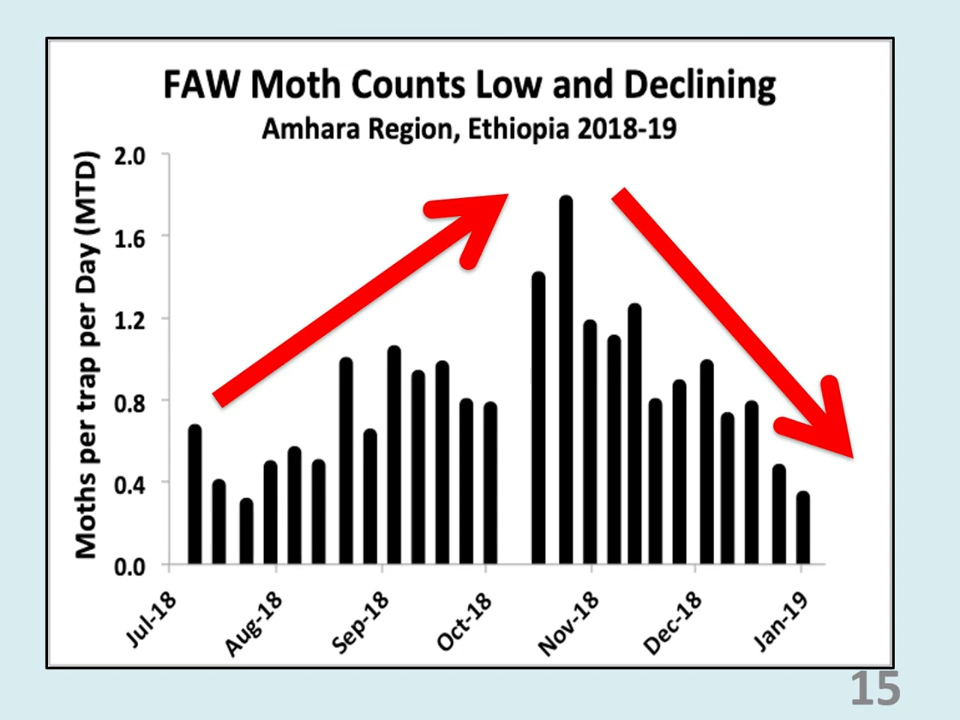 FAW Moth Counts Low and Declining
Amhara Region, Ethiopia 2018-19
Moths per trap per Day (MTD)
2.0
1.6
1.2
0.8
0.4
0.0
Jul-18
Aug-18
Sep-18
Oct-18
Nov-18
Dec-18
Jan-19
15